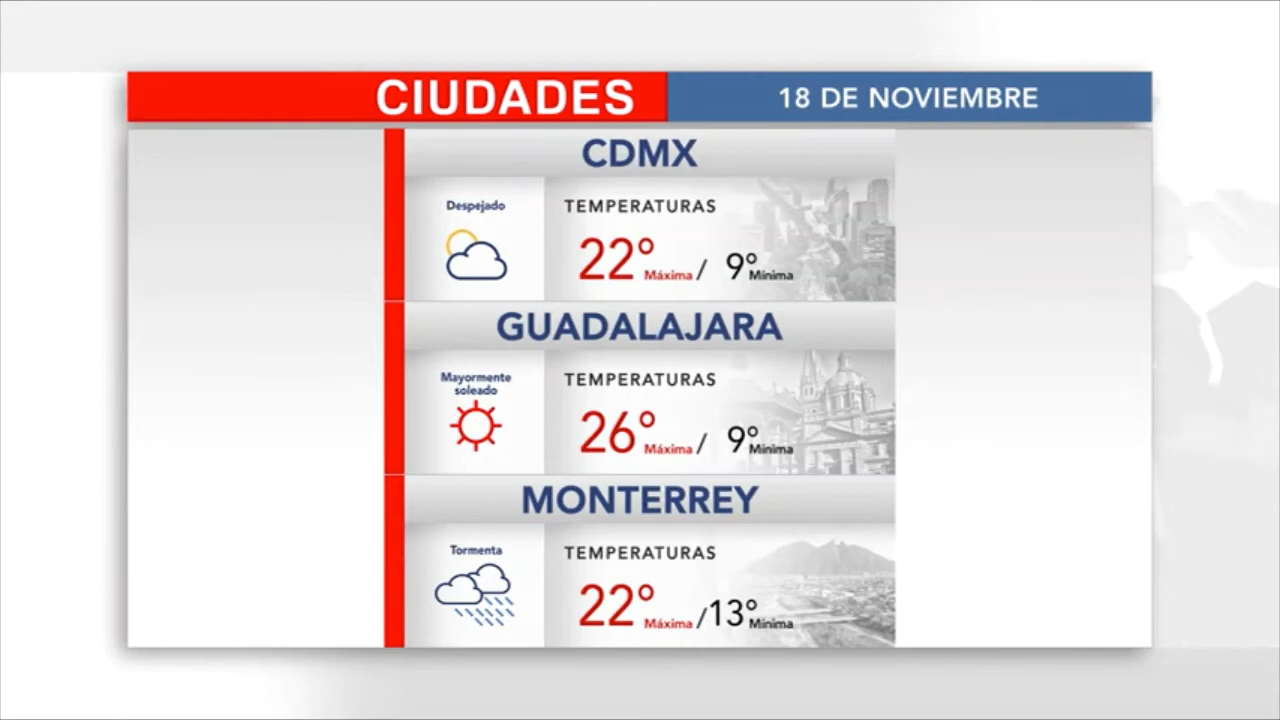 CIUDADES
18 DE NOVIEMBRE
CDMX
Despejado
TEMPERATURAS
22° Máxima / 9° Mínima
GUADALAJARA
Mayormente
soleado
TEMPERATURAS
26° Máxima / 9° Mínima
MONTERREY
Tormenta
TEMPERATURAS
22° Máxima /13° Mínima